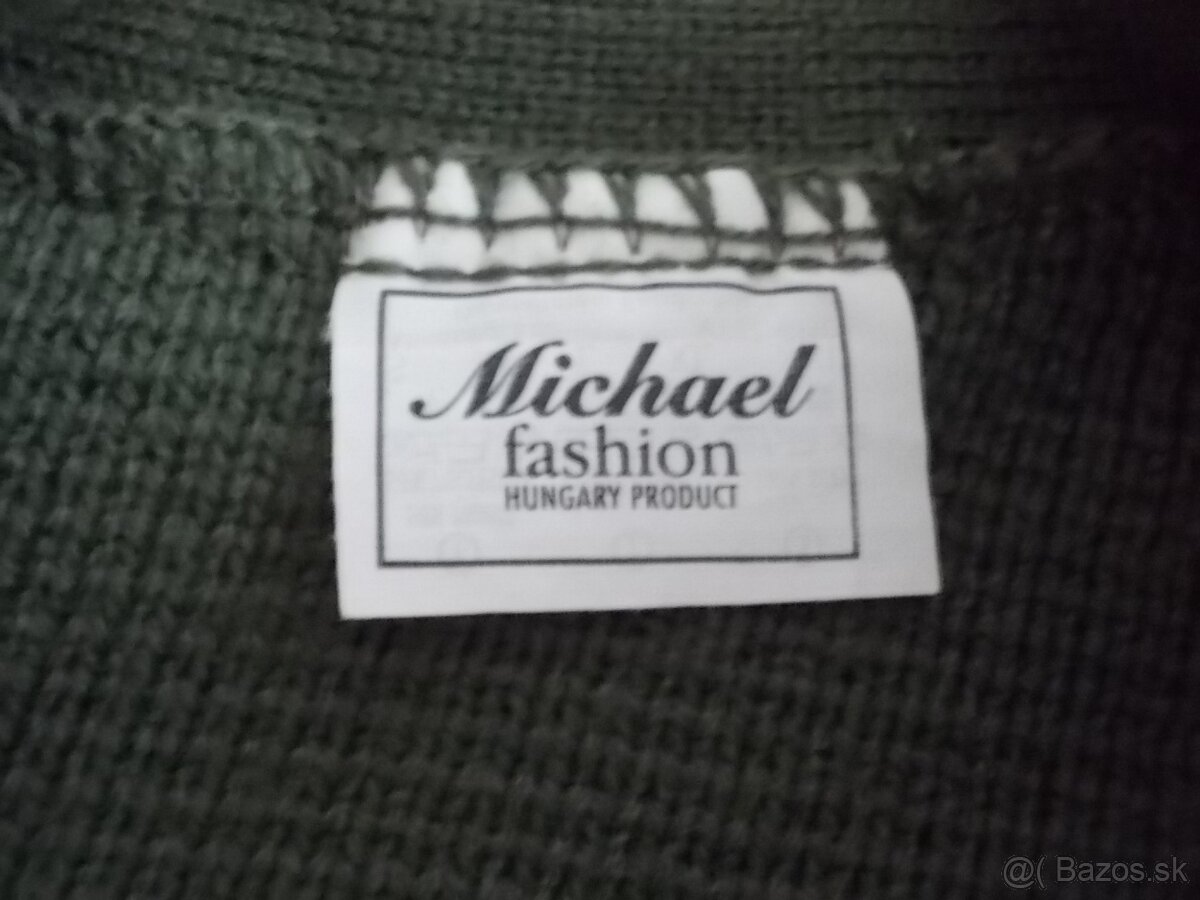 Michael
fashion
HUNGARY PRODUCT
@( Bazos.sk